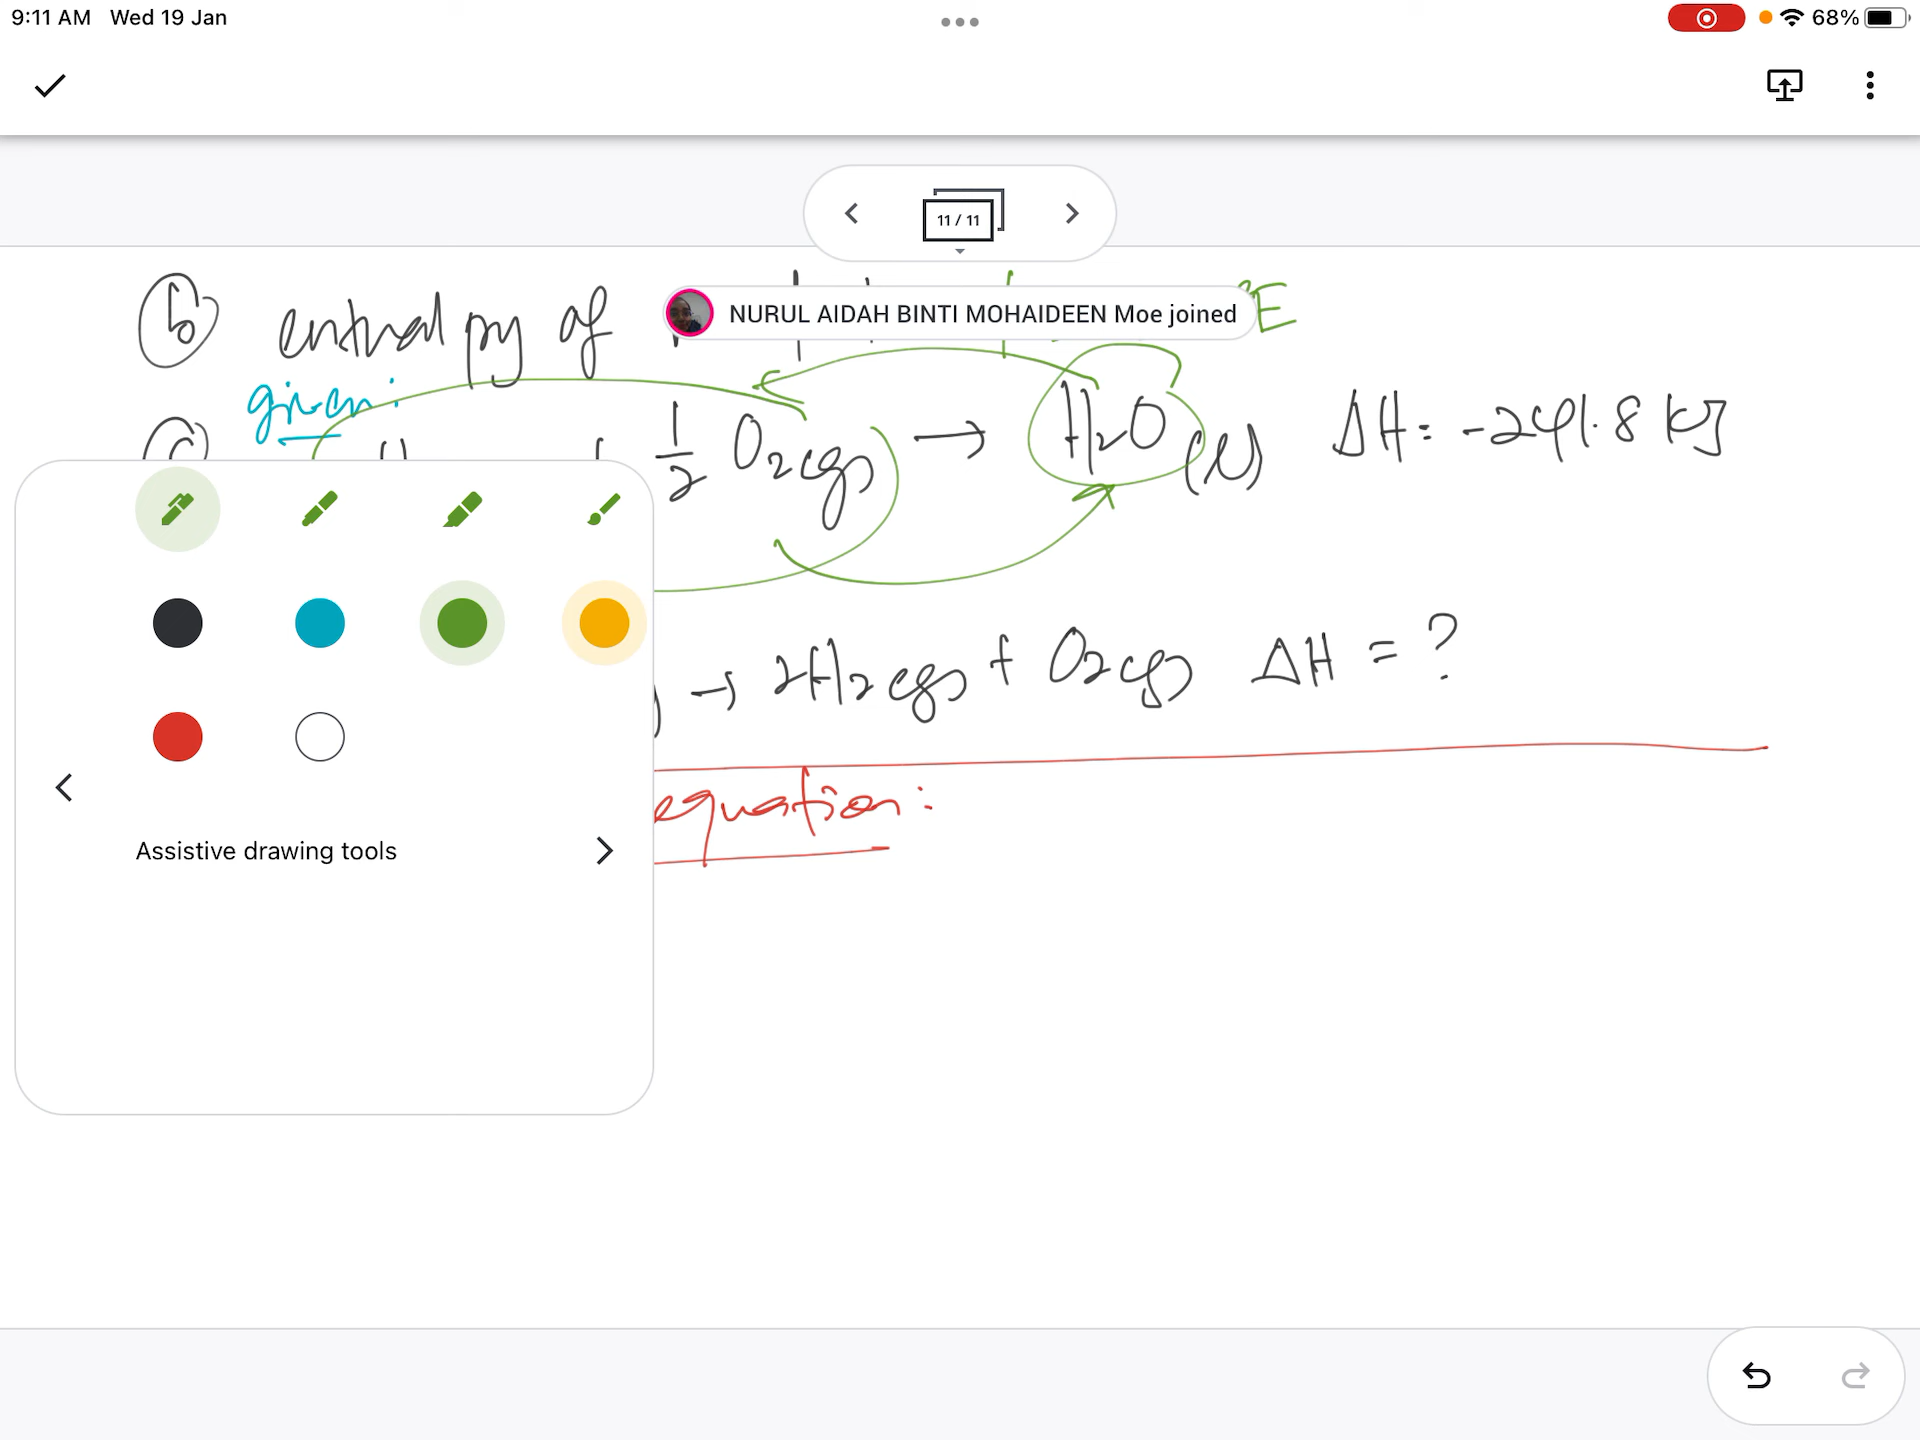 9:11 AM Wed 19 Jan
68%
11 / 11
b enthalpy of
NURUL AIDAH BINTI MOHAIDEEN Moe joined
E
given:
1/2 O2(g) → H2O (l) ΔH = -241.8 kJ
) → 2H2(g) + O2(g) ΔH = ?
equation:
Assistive drawing tools